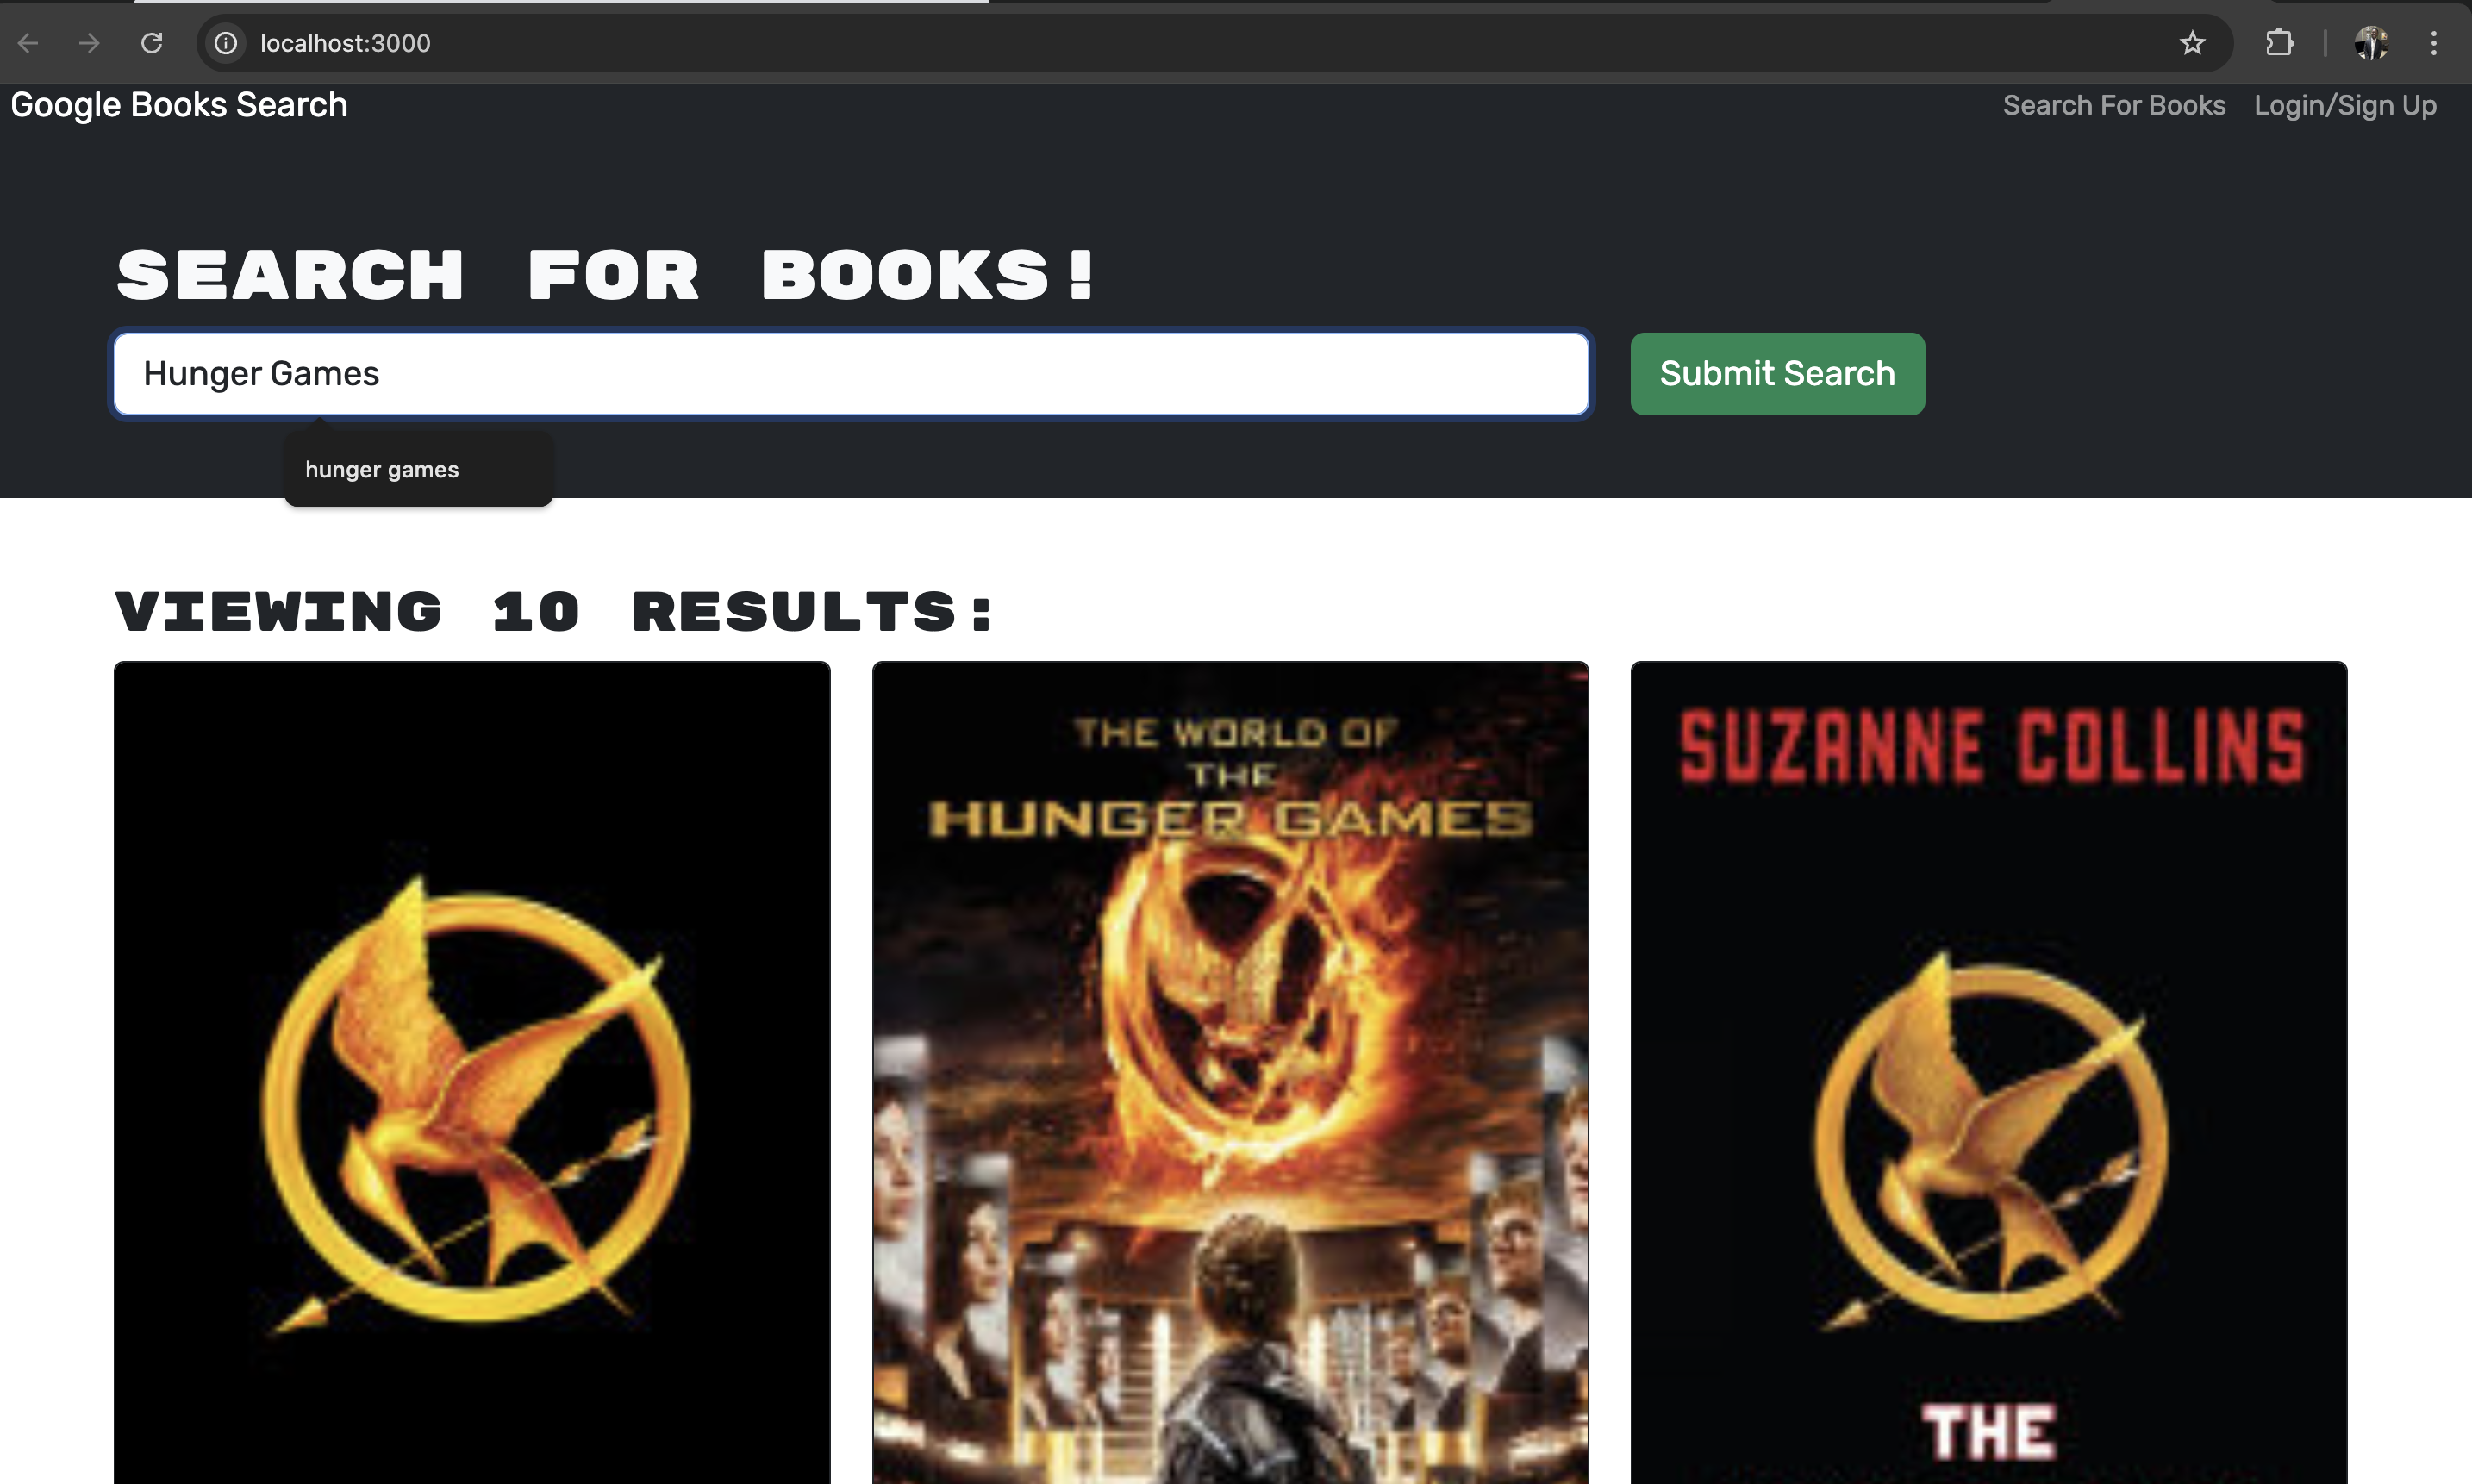 localhost:3000
Google Books Search
Search For Books
Login/Sign Up
SEARCH FOR BOOKS!
Hunger Games
Submit Search
hunger games
VIEWING 10 RESULTS:
THE WORLD OF
THE
HUNGER GAMES
SUZANNE COLLINS
THE